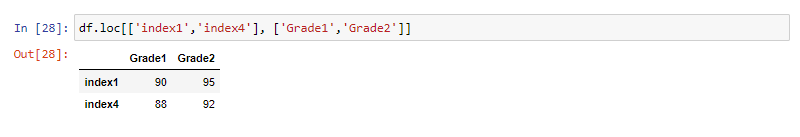 In [28]: df.loc[['index1','index4'], ['Grade1','Grade2']]
Out[28]:
Grade1 Grade2
index1 90 95
index4 88 92